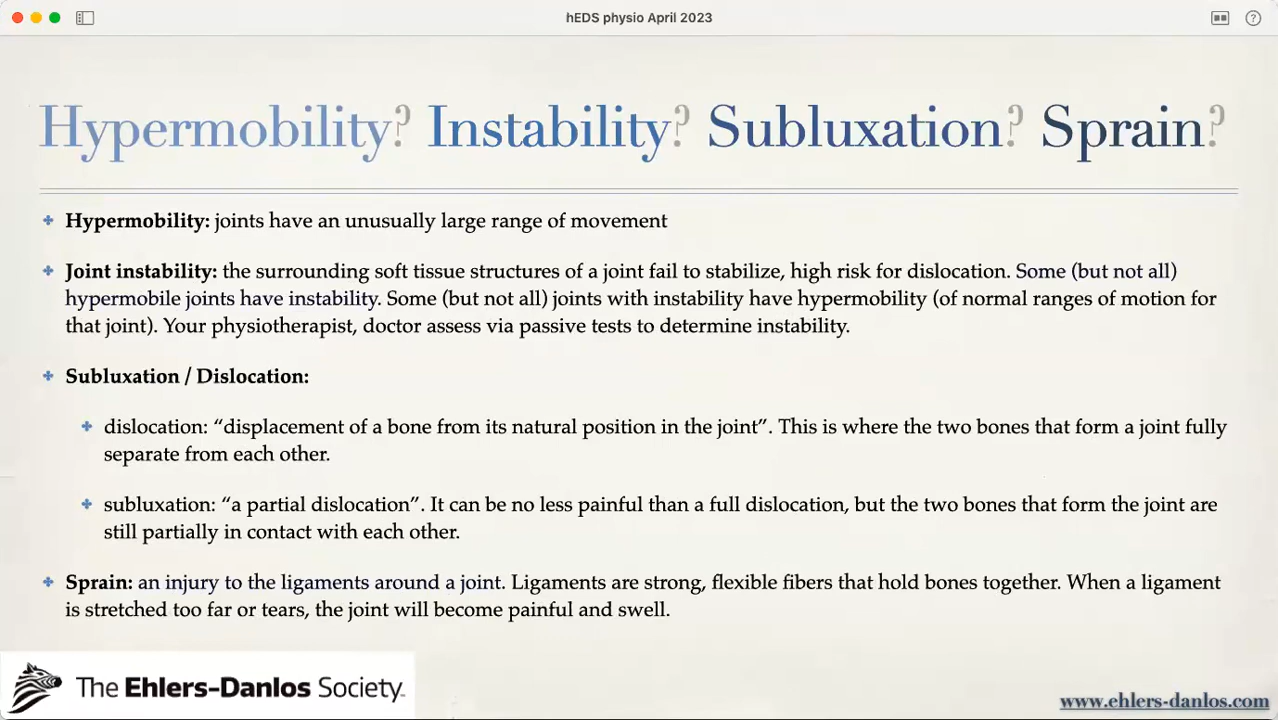 hEDS physio April 2023
Hypermobility? Instability? Subluxation? Sprain?
Hypermobility: joints have an unusually large range of movement
Joint instability: the surrounding soft tissue structures of a joint fail to stabilize, high risk for dislocation. Some (but not all)
hypermobile joints have instability. Some (but not all) joints with instability have hypermobility (of normal ranges of motion for
that joint). Your physiotherapist, doctor assess via passive tests to determine instability.
Subluxation / Dislocation:
dislocation: “displacement of a bone from its natural position in the joint”. This is where the two bones that form a joint fully
separate from each other.
subluxation: “a partial dislocation”. It can be no less painful than a full dislocation, but the two bones that form the joint are
still partially in contact with each other.
Sprain: an injury to the ligaments around a joint. Ligaments are strong, flexible fibers that hold bones together. When a ligament
is stretched too far or tears, the joint will become painful and swell.
The Ehlers-Danlos Society.
www.ehlers-danlos.com